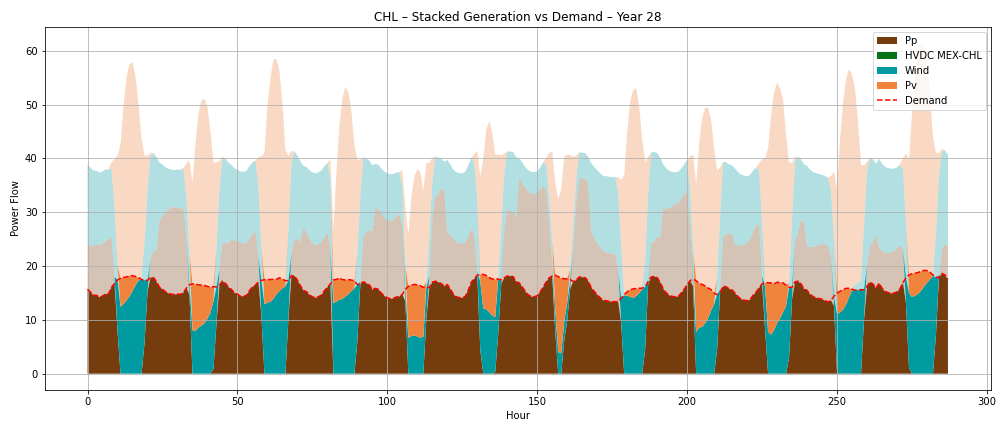 CHL – Stacked Generation vs Demand – Year 28
Power Flow
60
50
40
30
20
10
0
0 50 100 150 200 250 300
Hour
Pp
HVDC MEX-CHL
Wind
Pv
Demand